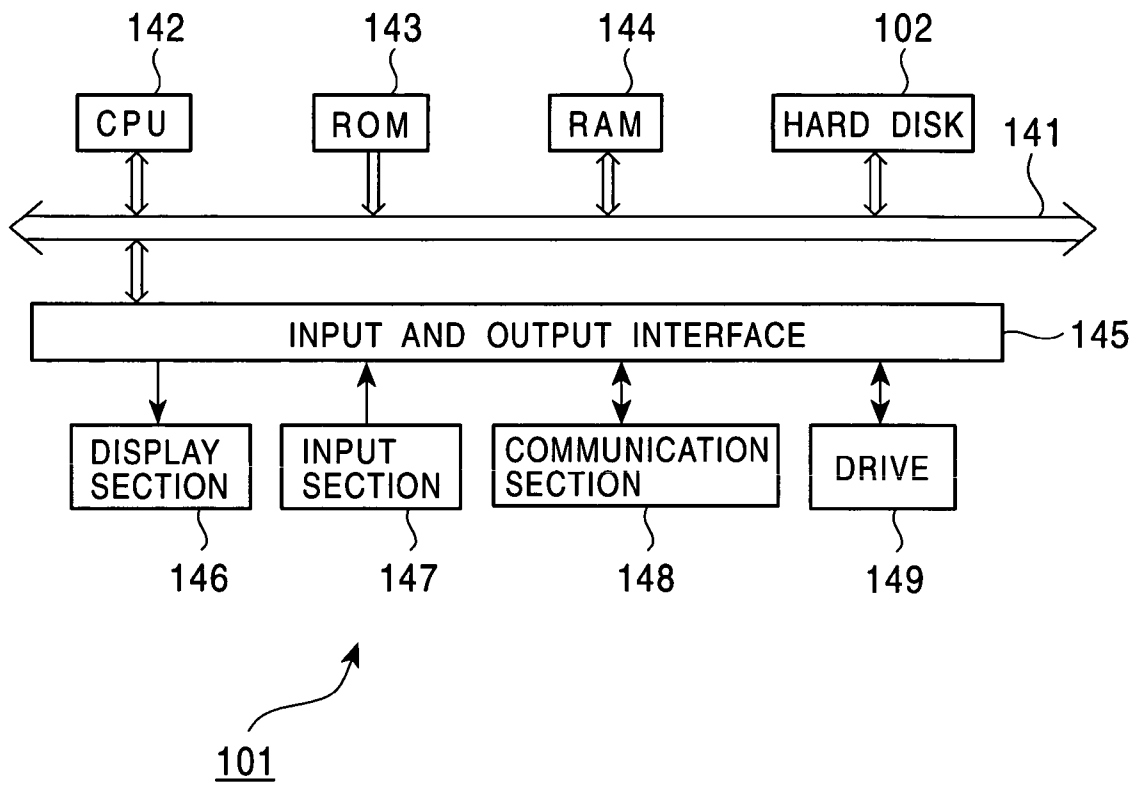 142
143
144
102
CPU
ROM
RAM
HARD DISK
141
INPUT AND OUTPUT INTERFACE
145
DISPLAY
SECTION
INPUT
SECTION
COMMUNICATION
SECTION
DRIVE
146
147
148
149
101